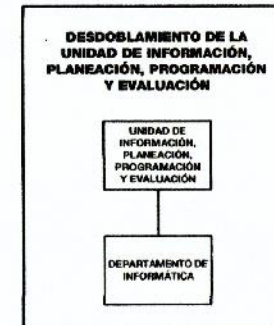 DESDOBLAMIENTO DE LA
UNIDAD DE INFORMACIÓN,
PLANEACIÓN, PROGRAMACIÓN
Y EVALUACIÓN
UNIDAD DE
INFORMACIÓN,
PLANEACIÓN,
PROGRAMACIÓN
Y EVALUACIÓN
DEPARTAMENTO DE
INFORMÁTICA